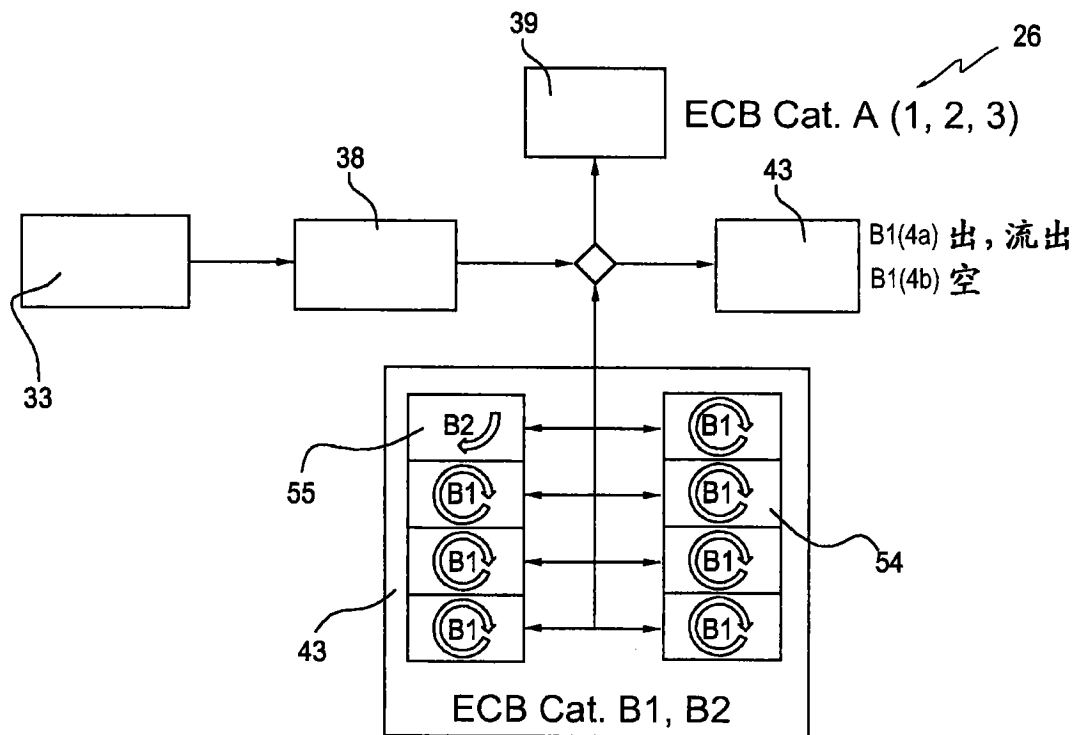 39
26
ECB Cat. A (1, 2, 3)
38
43
B1(4a) 出，流出
B1(4b) 空
33
B2
B1
55
B1
B1
B1
B1
54
B1
B1
43
ECB Cat. B1, B2